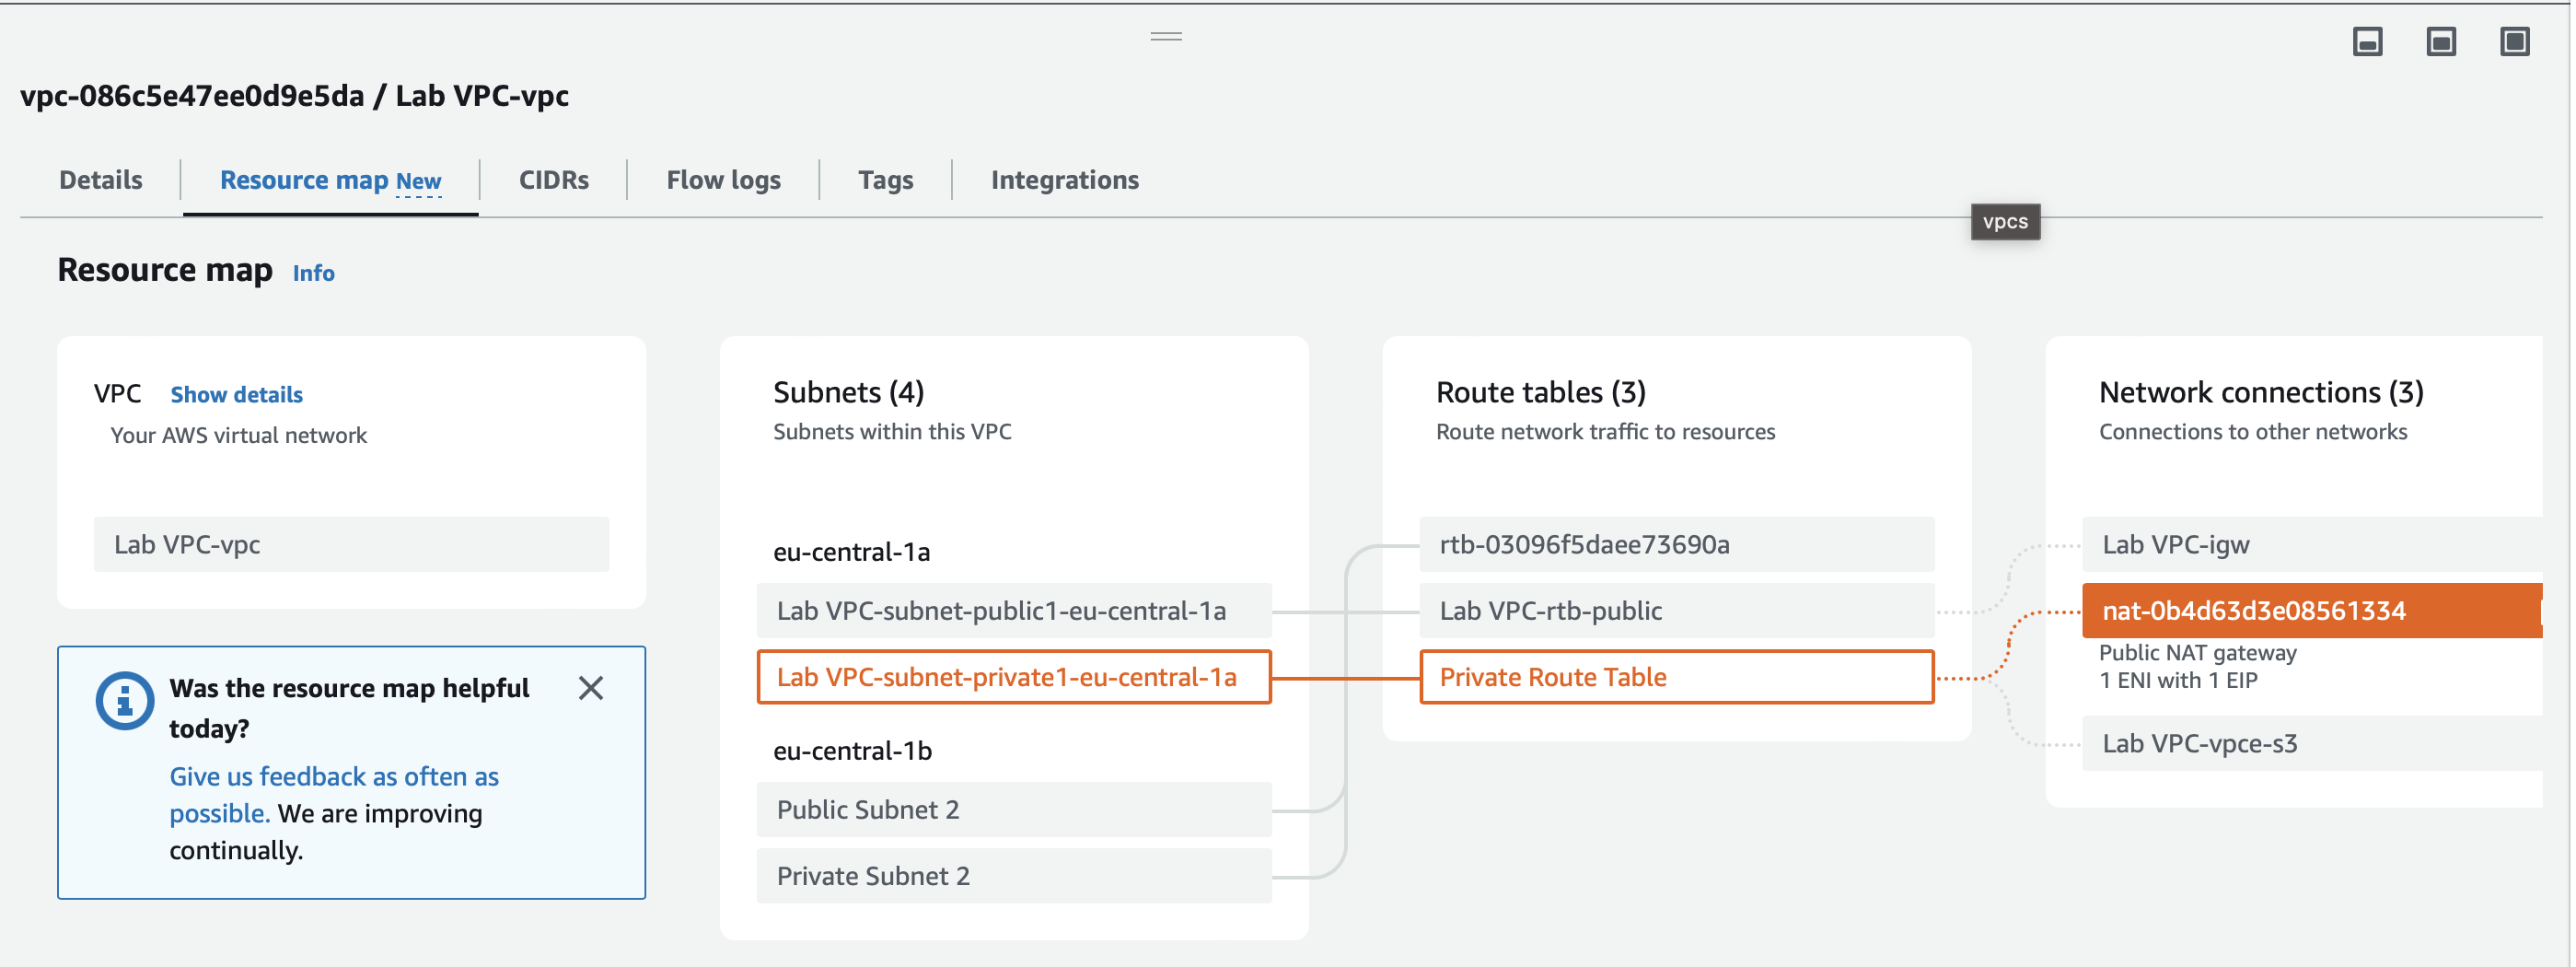 vpc-086c5e47ee0d9e5da / Lab VPC-vpc
Details
Resource map New
CIDRs
Flow logs
Tags
Integrations
vpcs
Resource map Info
VPC Show details
Your AWS virtual network
Lab VPC-vpc
Was the resource map helpful
today?
Give us feedback as often as
possible. We are improving
continually.
Subnets (4)
Subnets within this VPC
eu-central-1a
Lab VPC-subnet-public1-eu-central-1a
Lab VPC-subnet-private1-eu-central-1a
eu-central-1b
Public Subnet 2
Private Subnet 2
Route tables (3)
Route network traffic to resources
rtb-03096f5daee73690a
Lab VPC-rtb-public
Private Route Table
Network connections (3)
Connections to other networks
Lab VPC-igw
nat-0b4d63d3e08561334
Public NAT gateway
1 ENI with 1 EIP
Lab VPC-vpce-s3